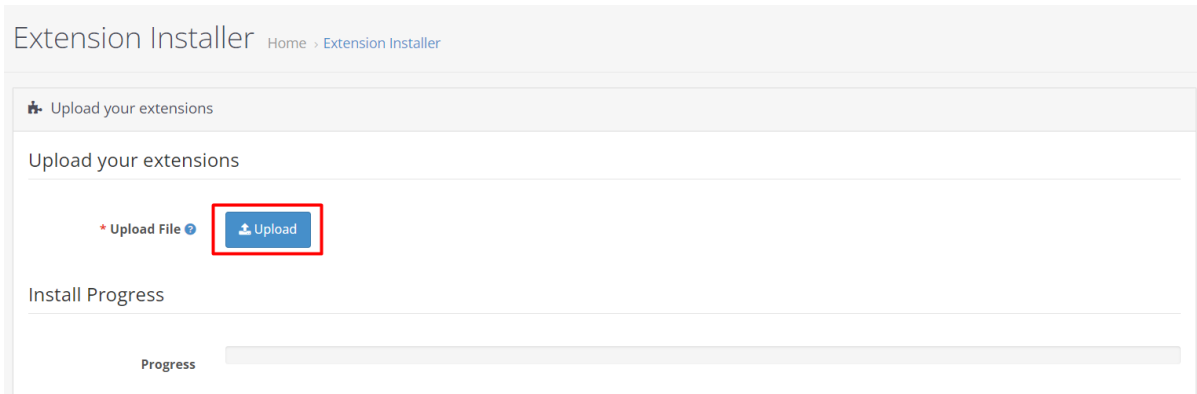 Extension Installer Home › Extension Installer
Upload your extensions
Upload your extensions
* Upload File Upload
Install Progress
Progress